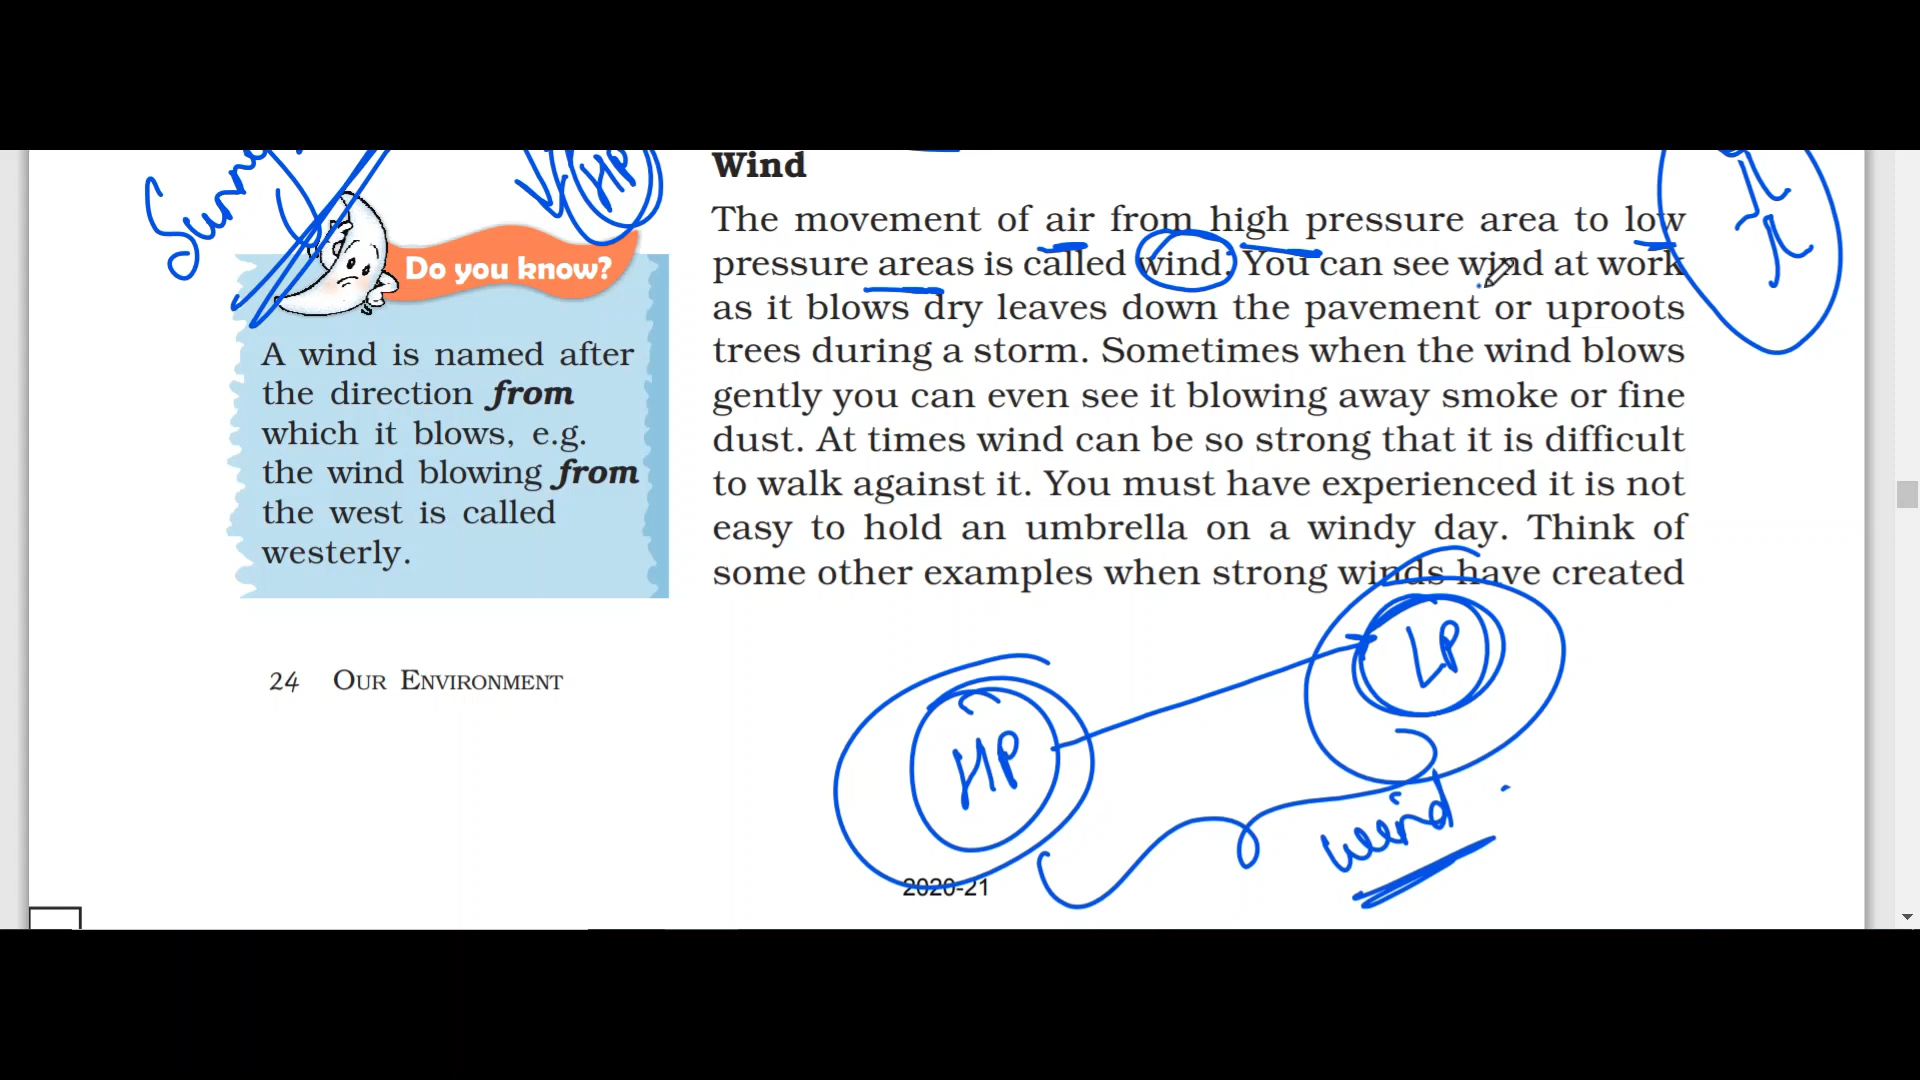 HP
Wind
The movement of air from high pressure area to low
pressure areas is called wind. You can see wind at work
as it blows dry leaves down the pavement or uproots
trees during a storm. Sometimes when the wind blows
gently you can even see it blowing away smoke or fine
dust. At times wind can be so strong that it is difficult
to walk against it. You must have experienced it is not
easy to hold an umbrella on a windy day. Think of
some other examples when strong winds have created
Do you know?
A wind is named after
the direction from
which it blows, e.g.
the wind blowing from
the west is called
westerly.
LP
HP
wind
24 OUR ENVIRONMENT
2020-21